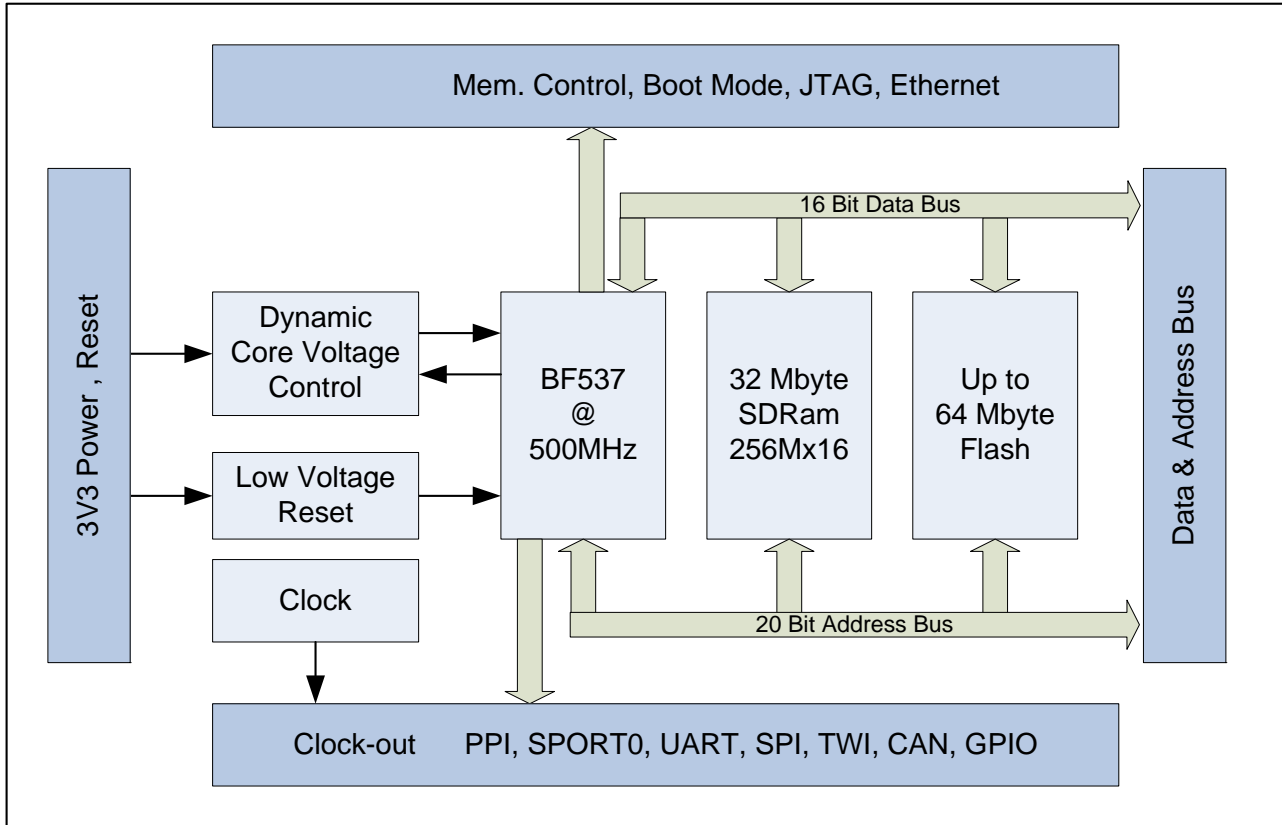 Mem. Control, Boot Mode, JTAG, Ethernet
16 Bit Data Bus
3V3 Power , Reset
Dynamic
Core Voltage
Control
BF537
@
500MHz
32 Mbyte
SDRam
256Mx16
Up to
64 Mbyte
Flash
Data & Address Bus
Low Voltage
Reset
Clock
20 Bit Address Bus
Clock-out PPI, SPORT0, UART, SPI, TWI, CAN, GPIO